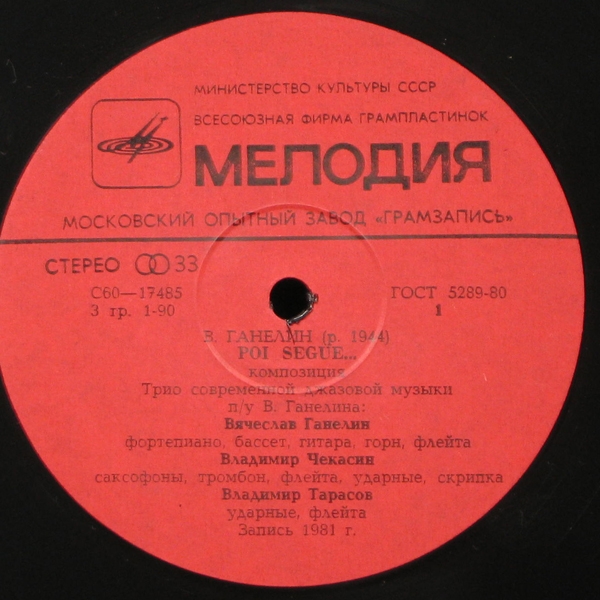 МИНИСТЕРСТВО КУЛЬТУРЫ СССР
ВСЕСОЮЗНАЯ ФИРМА ГРАМПЛАСТИНОК
МЕЛОДИЯ
МОСКОВСКИЙ ОПЫТНЫЙ ЗАВОД «ГРАМЗАПИСЬ»
СТЕРЕО 33
С60—17485 ГОСТ 5289-80
3 гр. 1-90 1
В. ГАНЕЛИН (р. 1944)
POI SEGUE...
композиция
Трио современной джазовой музыки
п/у В. Ганелина:
Вячеслав Ганелин
фортепиано, бассет, гитара, горн, флейта
Владимир Чекасин
саксофоны, тромбон, флейта, ударные, скрипка
Владимир Тарасов
ударные, флейта
Запись 1981 г.